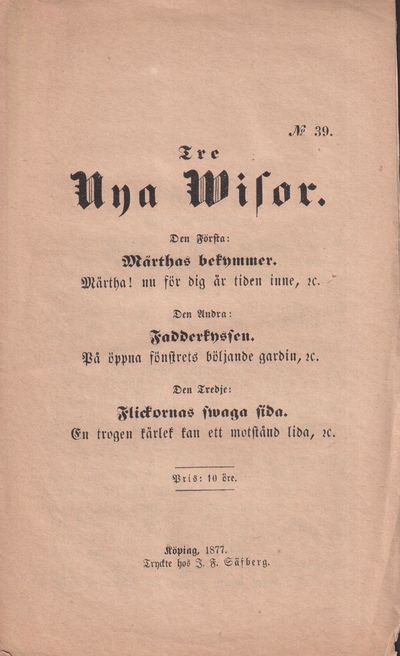 № 39.
Tre
Nya Wisor.
Den Första:
Märthas bekymmer.
Märtha! nu för dig är tiden inne, ꝛc.
Den Andra:
Fadderkyssen.
På öppna fönstrets böljande gardin, ꝛc.
Den Tredje:
Flickornas swaga sida.
En trogen kärlek kan ett motstånd lida, ꝛc.
Pris: 10 öre.
Köping, 1877.
Tryckte hos J. F. Säfberg.